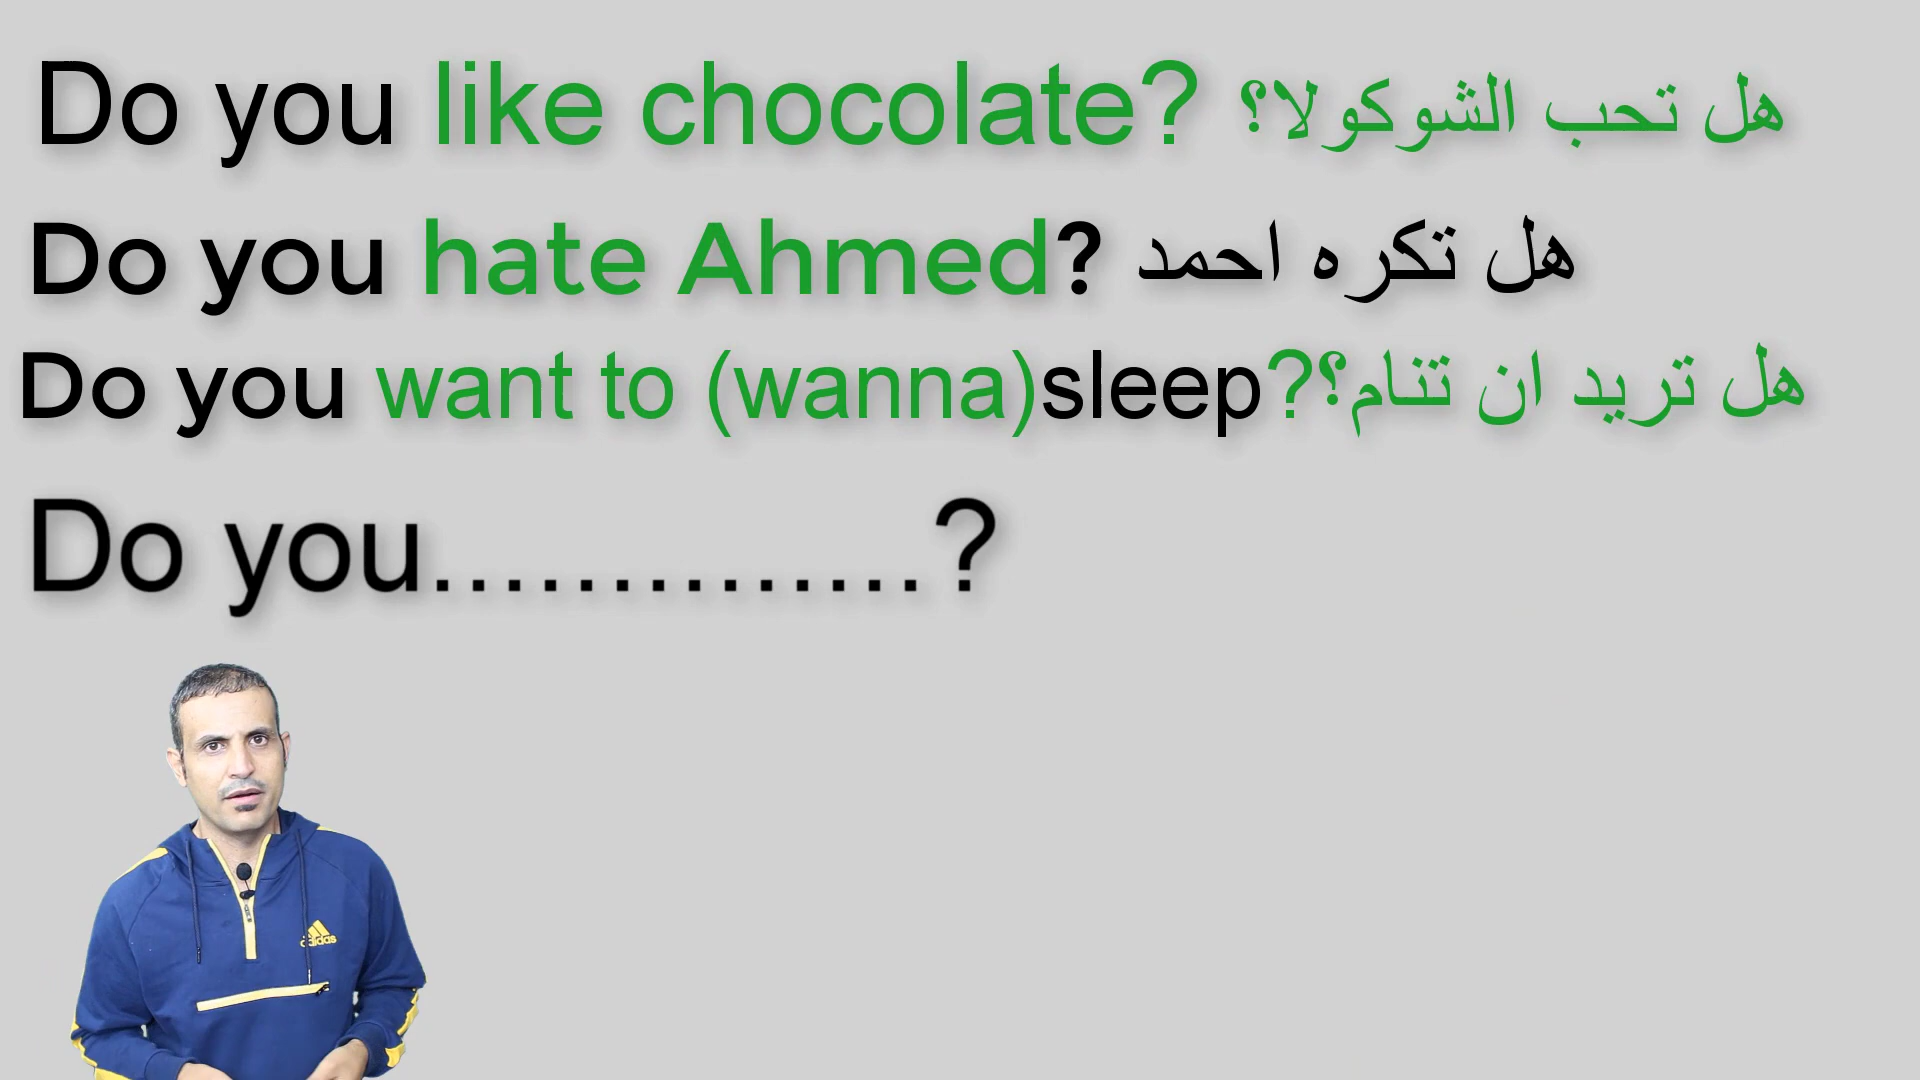 Do you like chocolate? هل تحب الشوكولا؟
Do you hate Ahmed? هل تكره احمد
Do you want to (wanna)sleep?هل تريد ان تنام؟
Do you..............?
adidas